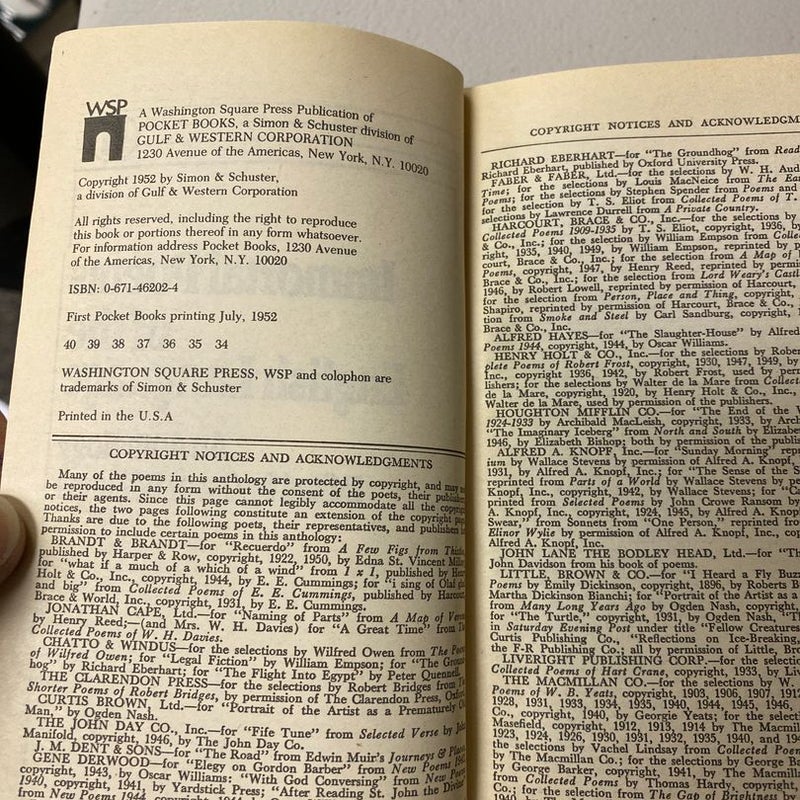 WSP
A Washington Square Press Publication of
POCKET BOOKS, a Simon & Schuster division of
GULF & WESTERN CORPORATION
1230 Avenue of the Americas, New York, N.Y. 10020
Copyright 1952 by Simon & Schuster,
a division of Gulf & Western Corporation
All rights reserved, including the right to reproduce
this book or portions thereof in any form whatsoever.
For information address Pocket Books, 1230 Avenue
of the Americas, New York, N.Y. 10020
ISBN: 0-671-46202-4
First Pocket Books printing July, 1952
40 39 38 37 36 35 34
WASHINGTON SQUARE PRESS, WSP and colophon are
trademarks of Simon & Schuster
Printed in the U.S.A
COPYRIGHT NOTICES AND ACKNOWLEDGMENTS
Many of the poems in this anthology are protected by copyright, and may
be reproduced in any form without the consent of the poets, their
or their agents. Since this page cannot legibly accommodate all the
notices, the two pages following constitute an extension of the copyright
Thanks are due to the following poets, their representatives, and
permission to include certain poems in this anthology:
BRANDT & BRANDT—for "Recuerdo" from A Few Figs from
published by Harper & Row, copyright, 1922, 1950, by Edna St. Vincent
for "what if a much of a which of a wind" from 1 x 1, published by
Holt & Co., Inc., copyright, 1944, by E. E. Cummings; for "i sing of Olaf
and big" from Collected Poems of E. E. Cummings, published by Harcourt,
Brace & World, Inc., copyright, 1931, by E. E. Cummings.
JONATHAN CAPE, Ltd.—for "Naming of Parts" from A Map of
by Henry Reed;—(and Mrs. W. H. Davies) for "A Great Time" from
Collected Poems of W. H. Davies.
CHATTO & WINDUS—for the selections by Wilfred Owen from The
of Wilfred Owen; for "Legal Fiction" by William Empson; for "The
hog" by Richard Eberhart; for "The Flight Into Egypt" by Peter
THE CLARENDON PRESS—for the selections by Robert Bridges from
Shorter Poems of Robert Bridges, by permission of The Clarendon Press,
CURTIS BROWN, Ltd.—for "Portrait of the Artist as a Prematurely
Man," by Ogden Nash.
THE JOHN DAY CO., Inc.—for "Fife Tune" from Selected Verse by John
Manifold, copyright, 1946, by The John Day Co.
J. M. DENT & SONS—for "The Road" from Edwin Muir's Journeys &
GENE DERWOOD—for "Elegy on Gordon Barber" from New Poems
copyright, 1943, by Oscar Williams; "With God Conversing" from New
1940, copyright, 1941, by Yardstick Press; "After Reading St. John the
from New Poems 1944, copyright, 1944, by Oscar
COPYRIGHT NOTICES AND
RICHARD EBERHART—for "The Groundhog" from
Richard Eberhart, published by Oxford University Press.
FABER & FABER, Ltd.—for the selections by W. H.
Time; for the selections by Louis MacNeice from The
Poems; for the selections by Stephen Spender from Poems and
for the selection by T. S. Eliot from Collected Poems of T.
selections by Lawrence Durrell from A Private Country.
HARCOURT, BRACE & CO., Inc.—for the selections by
Collected Poems 1909-1935 by T. S. Eliot, copyright, 1936, by
& Co., Inc.; for the selection by William Empson from
right, 1935, 1940, 1949, by William Empson, reprinted by
court, Brace & Co., Inc.; for the selection from A Map of
Poems, copyright, 1947, by Henry Reed, reprinted by
Brace & Co., Inc.; for the selection from Lord Weary's
1946, by Robert Lowell, reprinted by permission of Harcourt,
for the selection from Person, Place and Thing, copyright,
Shapiro, reprinted by permission of Harcourt, Brace & Co.,
tion from Smoke and Steel by Carl Sandburg, copyright,
Brace & Co., Inc.
ALFRED HAYES—for "The Slaughter-House" by Alfred
Poems 1944, copyright, 1944, by Oscar Williams.
HENRY HOLT & CO., Inc.—for the selections by
plete Poems of Robert Frost, copyright, 1930, 1947, 1949, by
Inc., copyright 1936, 1942, by Robert Frost, used by
lishers; for the selections by Walter de la Mare from
de la Mare, copyright, 1920, by Henry Holt & Co., Inc.,
Walter de la Mare, used by permission of the publishers.
HOUGHTON MIFFLIN CO.—for "The End of the
1924-1933 by Archibald MacLeish, copyright, 1933, by
"The Imaginary Iceberg" from North and South by
1946, by Elizabeth Bishop; both by permission of the
ALFRED A. KNOPF, Inc.—for "Sunday Morning"
ium by Wallace Stevens by permission of Alfred A. Knopf,
1931, by Alfred A. Knopf, Inc.; for "The Sense of the
reprinted from Parts of a World by Wallace Stevens by
Knopf, Inc., copyright, 1942, by Wallace Stevens; for
printed from Selected Poems by John Crowe Ransom by
A. Knopf, Inc., copyright, 1924, 1945, by Alfred A.
Swear," from Sonnets from "One Person," reprinted
Elinor Wylie by permission of Alfred A. Knopf, Inc.,
Alfred A. Knopf, Inc.
JOHN LANE THE BODLEY HEAD, Ltd.—for
John Davidson from his book of poems.
LITTLE, BROWN & CO.—for "I Heard a Fly
Poems by Emily Dickinson, copyright, 1896, by Roberts
Martha Dickinson Bianchi; for "Portrait of the Artist as a
from Many Long Years Ago by Ogden Nash, copyright,
for "The Turtle," copyright, 1931, by Ogden Nash,
in Saturday Evening Post under title "Fellow
Curtis Publishing Co., "Reflections on Ice-Breaking,
the F-R Publishing Co.; all by permission of Little,
LIVERIGHT PUBLISHING CORP.—for the
Collected Poems of Hart Crane, copyright, 1933, by
THE MACMILLAN CO.—for the selections by W.
Poems of W. B. Yeats, copyright, 1903, 1906, 1907,
1928, 1931, 1933, 1934, 1935, 1940, 1944, 1945, 1946,
Co., copyright, 1940, by Georgie Yeats; for the
Masefield, copyright, 1912, 1913, 1914 by The
1923, 1924, 1926, 1930, 1931, 1932, 1935, 1940, and
the selections by Vachel Lindsay from Collected
by George Barker, copyright, 1941, by The
from Collected Poems by Thomas Hardy, copyright,
Co.; for the selection from The Gap of Brightness by